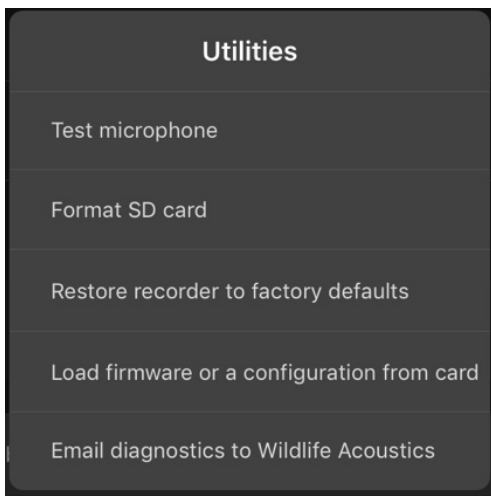 Utilities
Test microphone
Format SD card
Restore recorder to factory defaults
Load firmware or a configuration from card
Email diagnostics to Wildlife Acoustics